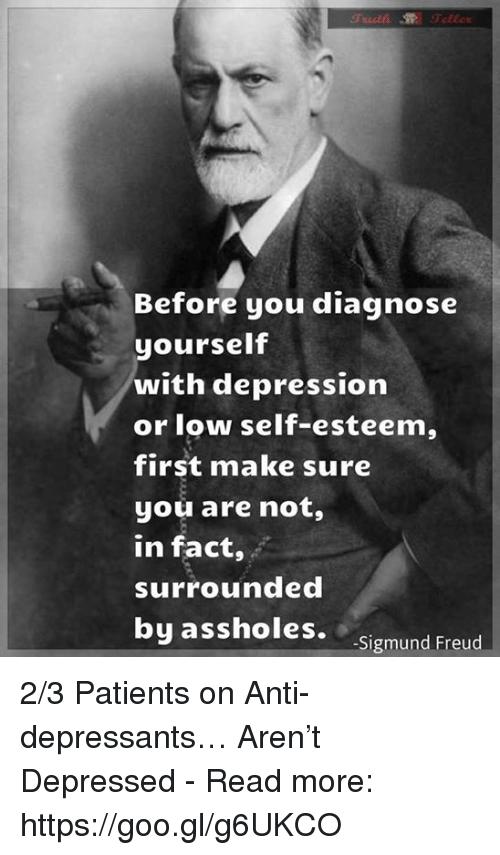 Truth Teller
Before you diagnose
yourself
with depression
or low self-esteem,
first make sure
you are not,
in fact,
surrounded
by assholes.
-Sigmund Freud
2/3 Patients on Anti-
depressants… Aren’t
Depressed - Read more:
https://goo.gl/g6UKCO